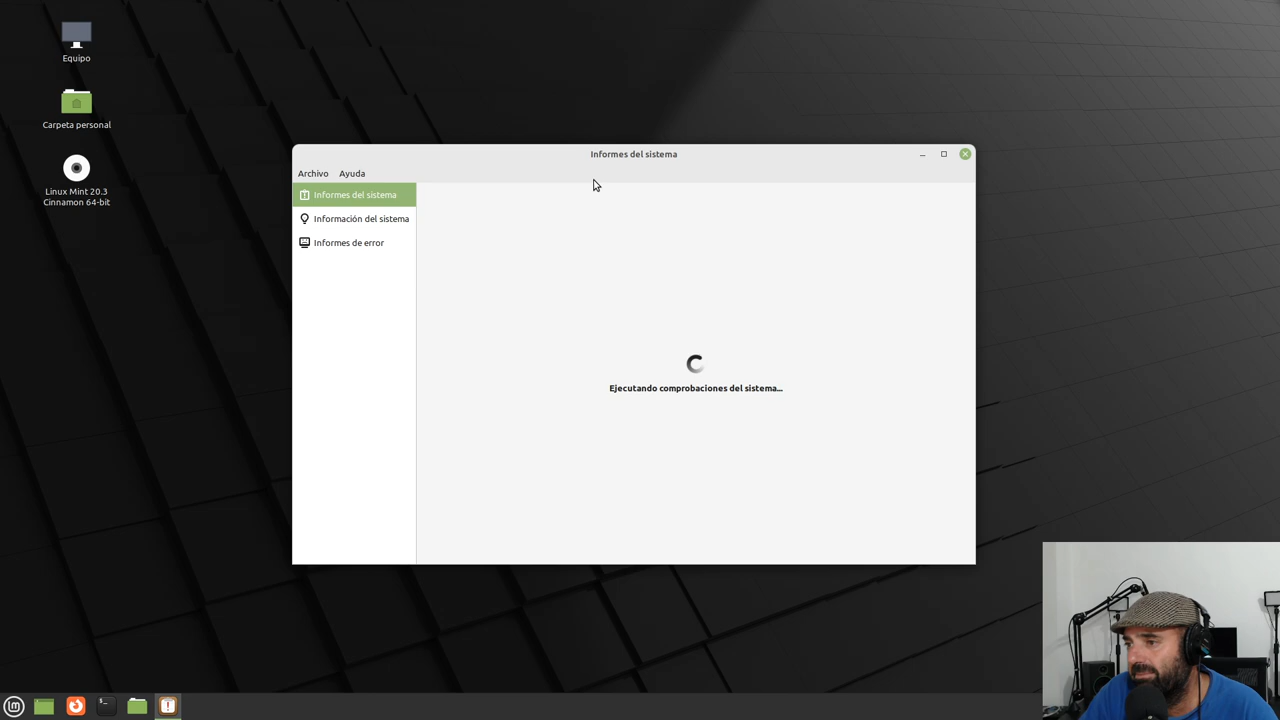 Equipo
Carpeta personal
Linux Mint 20.3
Cinnamon 64-bit
Informes del sistema
Archivo Ayuda
Informes del sistema
Información del sistema
Informes de error
Ejecutando comprobaciones del sistema...